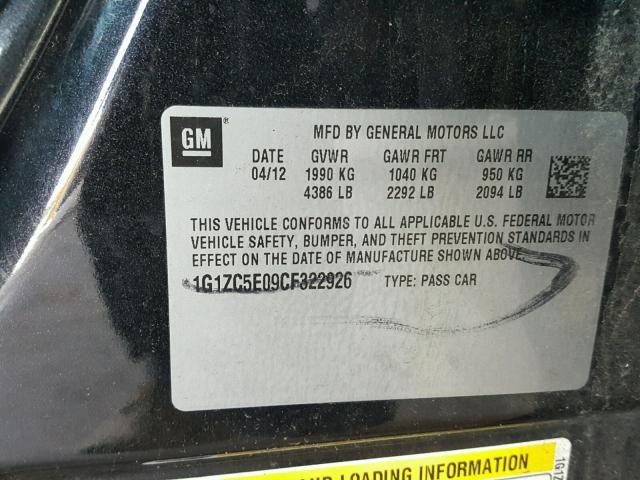 GM ®
MFD BY GENERAL MOTORS LLC
DATE GVWR GAWR FRT GAWR RR
04/12 1990 KG 1040 KG 950 KG
4386 LB 2292 LB 2094 LB
THIS VEHICLE CONFORMS TO ALL APPLICABLE U.S. FEDERAL MOTOR
VEHICLE SAFETY, BUMPER, AND THEFT PREVENTION STANDARDS IN
EFFECT ON THE DATE OF MANUFACTURE SHOWN ABOVE
1G1ZC5E09CF322926 TYPE: PASS CAR
AND LOADING INFORMATION
1G1Z